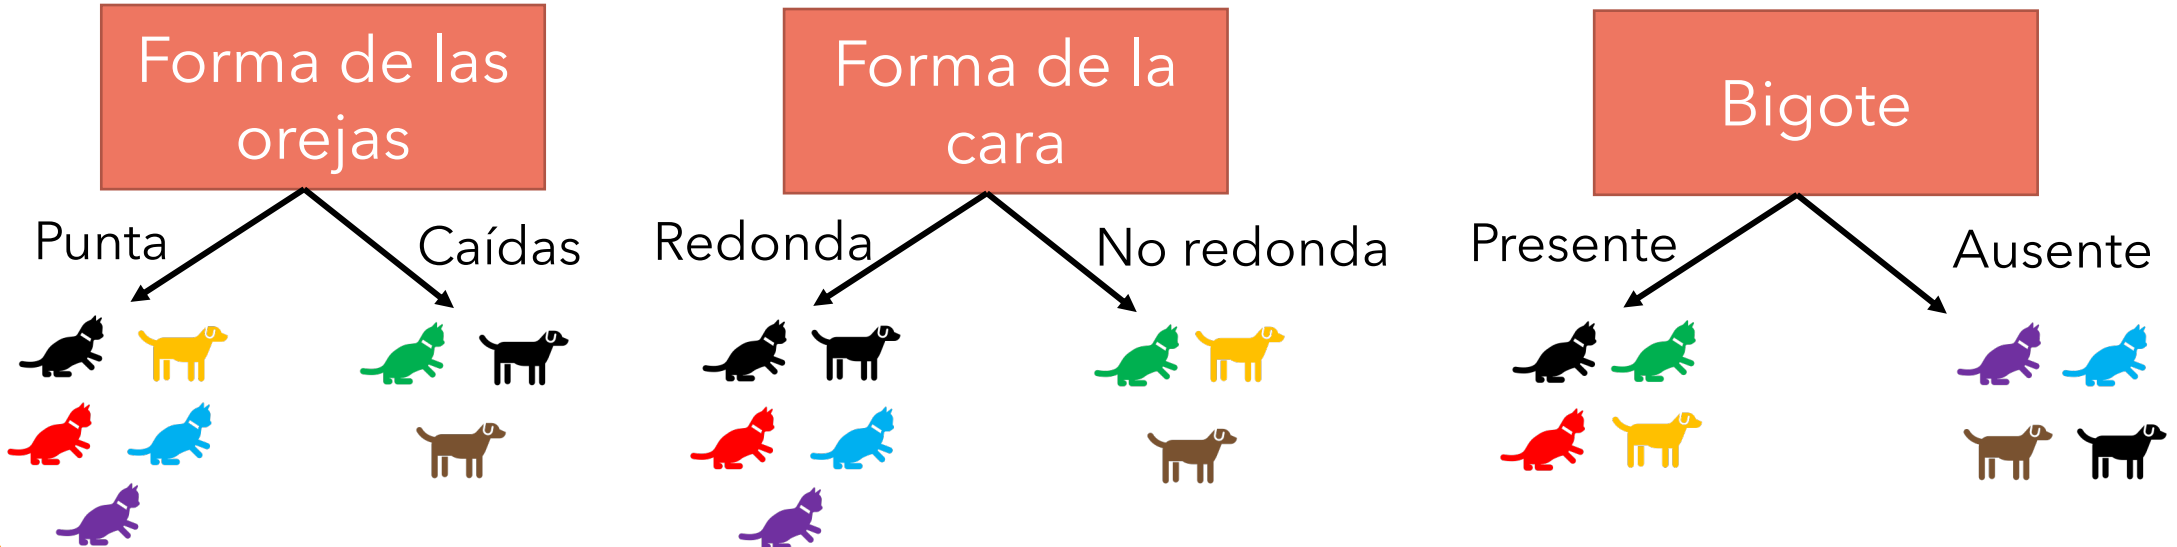 Forma de las
orejas
Punta
Caídas
Forma de la
cara
Redonda
No redonda
Bigote
Presente
Ausente